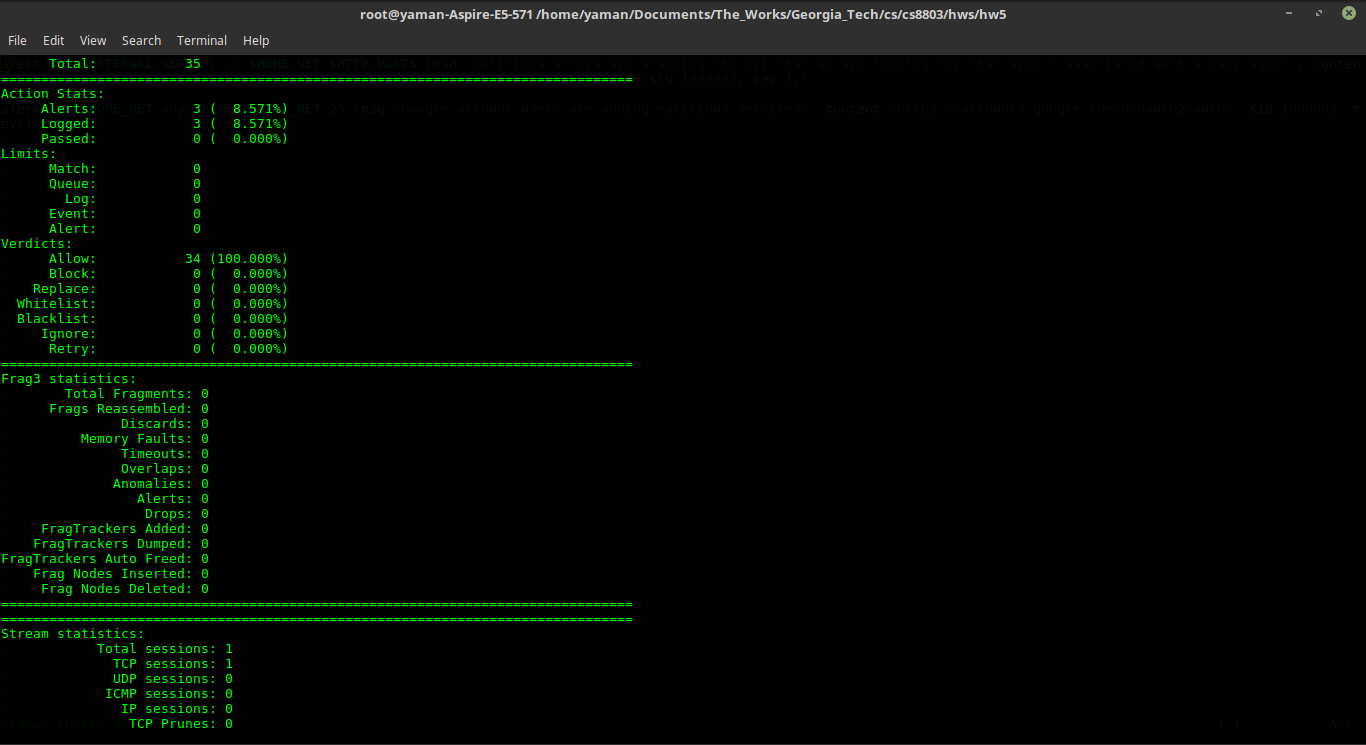 root@yaman-Aspire-E5-571 /home/yaman/Documents/The_Works/Georgia_Tech/cs/cs8803/hws/hw5
File Edit View Search Terminal Help
Total: 35
===============================================================================
Action Stats:
Alerts: 3 ( 8.571%)
Logged: 3 ( 8.571%)
Passed: 0 ( 0.000%)
Limits:
Match: 0
Queue: 0
Log: 0
Event: 0
Alert: 0
Verdicts:
Allow: 34 (100.000%)
Block: 0 ( 0.000%)
Replace: 0 ( 0.000%)
Whitelist: 0 ( 0.000%)
Blacklist: 0 ( 0.000%)
Ignore: 0 ( 0.000%)
Retry: 0 ( 0.000%)
===============================================================================
Frag3 statistics:
Total Fragments: 0
Frags Reassembled: 0
Discards: 0
Memory Faults: 0
Timeouts: 0
Overlaps: 0
Anomalies: 0
Alerts: 0
Drops: 0
FragTrackers Added: 0
FragTrackers Dumped: 0
FragTrackers Auto Freed: 0
Frag Nodes Inserted: 0
Frag Nodes Deleted: 0
===============================================================================
===============================================================================
Stream statistics:
Total sessions: 1
TCP sessions: 1
UDP sessions: 0
ICMP sessions: 0
IP sessions: 0
TCP Prunes: 0